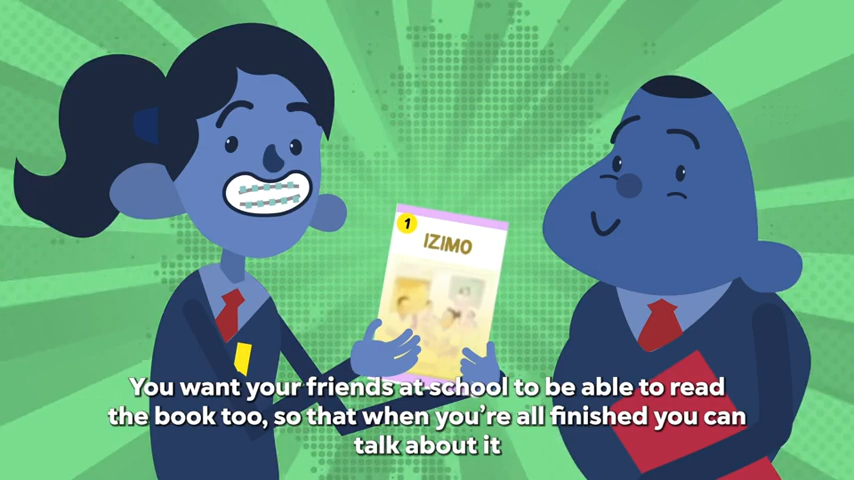 1
IZIMO
You want your friends at school to be able to read
the book too, so that when you're all finished you can
talk about it